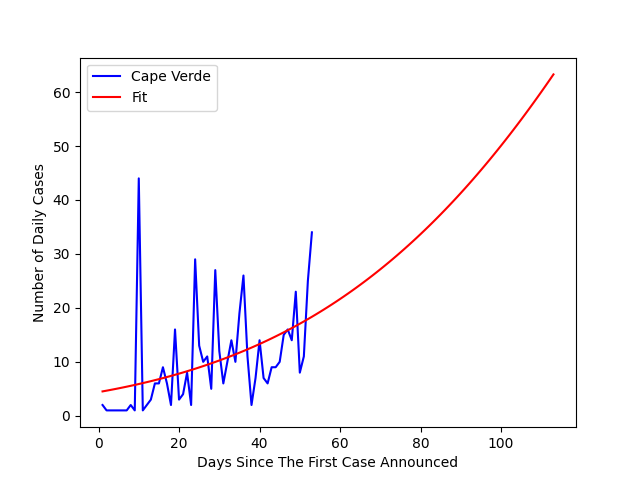 Cape Verde
Fit
60
50
40
30
20
10
0
Number of Daily Cases
0 20 40 60 80 100
Days Since The First Case Announced